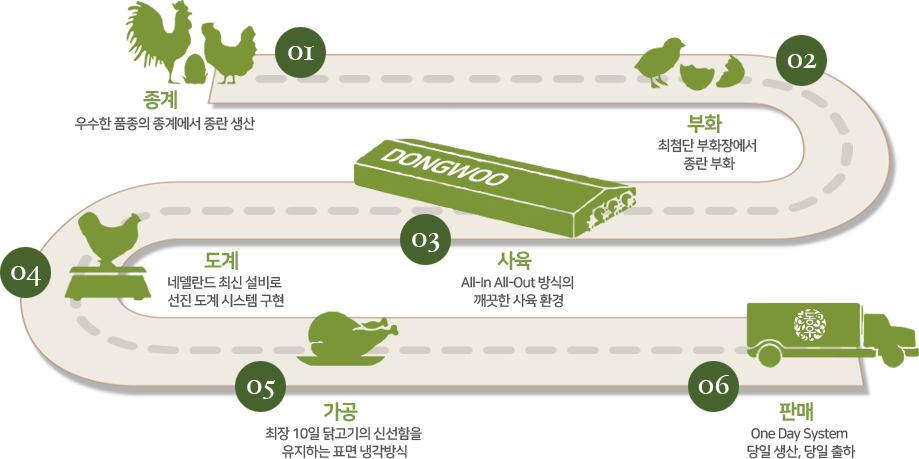 01
종계
우수한 품종의 종계에서 종란 생산
02
부화
최첨단 부화장에서
종란 부화
DONGWOO
03
사육
All-In All-Out 방식의
깨끗한 사육 환경
04
도계
네델란드 최신 설비로
선진 도계 시스템 구현
05
가공
최장 10일 닭고기의 신선함을
유지하는 표면 냉각방식
06
판매
One Day System
당일 생산, 당일 출하